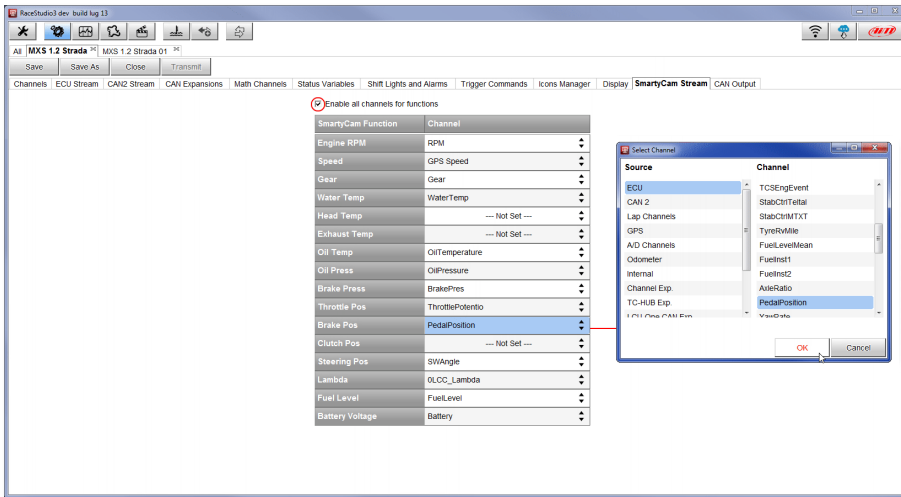 RaceStudio3 dev build lug 13
AiM
All MXS 1.2 Strada MXS 1.2 Strada 01
Save Save As Close Transmit
Channels ECU Stream CAN2 Stream CAN Expansions Math Channels Status Variables Shift Lights and Alarms Trigger Commands Icons Manager Display SmartyCam Stream CAN Output
Enable all channels for functions
SmartyCam Function Channel
Engine RPM RPM
Speed GPS Speed
Gear Gear
Water Temp WaterTemp
Head Temp --- Not Set ---
Exhaust Temp --- Not Set ---
Oil Temp OilTemperature
Oil Press OilPressure
Brake Press BrakePres
Throttle Pos ThrottlePotentio
Brake Pos PedalPosition
Clutch Pos --- Not Set ---
Steering Pos SWAngle
Lambda 0LCC_Lambda
Fuel Level FuelLevel
Battery Voltage Battery
Select Channel
Source Channel
ECU TCSEngEvent
CAN 2 StabCtrlTeltal
Lap Channels StabCtrlMTXT
GPS TyreRvMile
A/D Channels FuelLevelMean
Odometer FuelInst1
Internal FuelInst2
Channel Exp. AxleRatio
TC-HUB Exp. PedalPosition
LCU One CAN Exp YawRate
OK Cancel